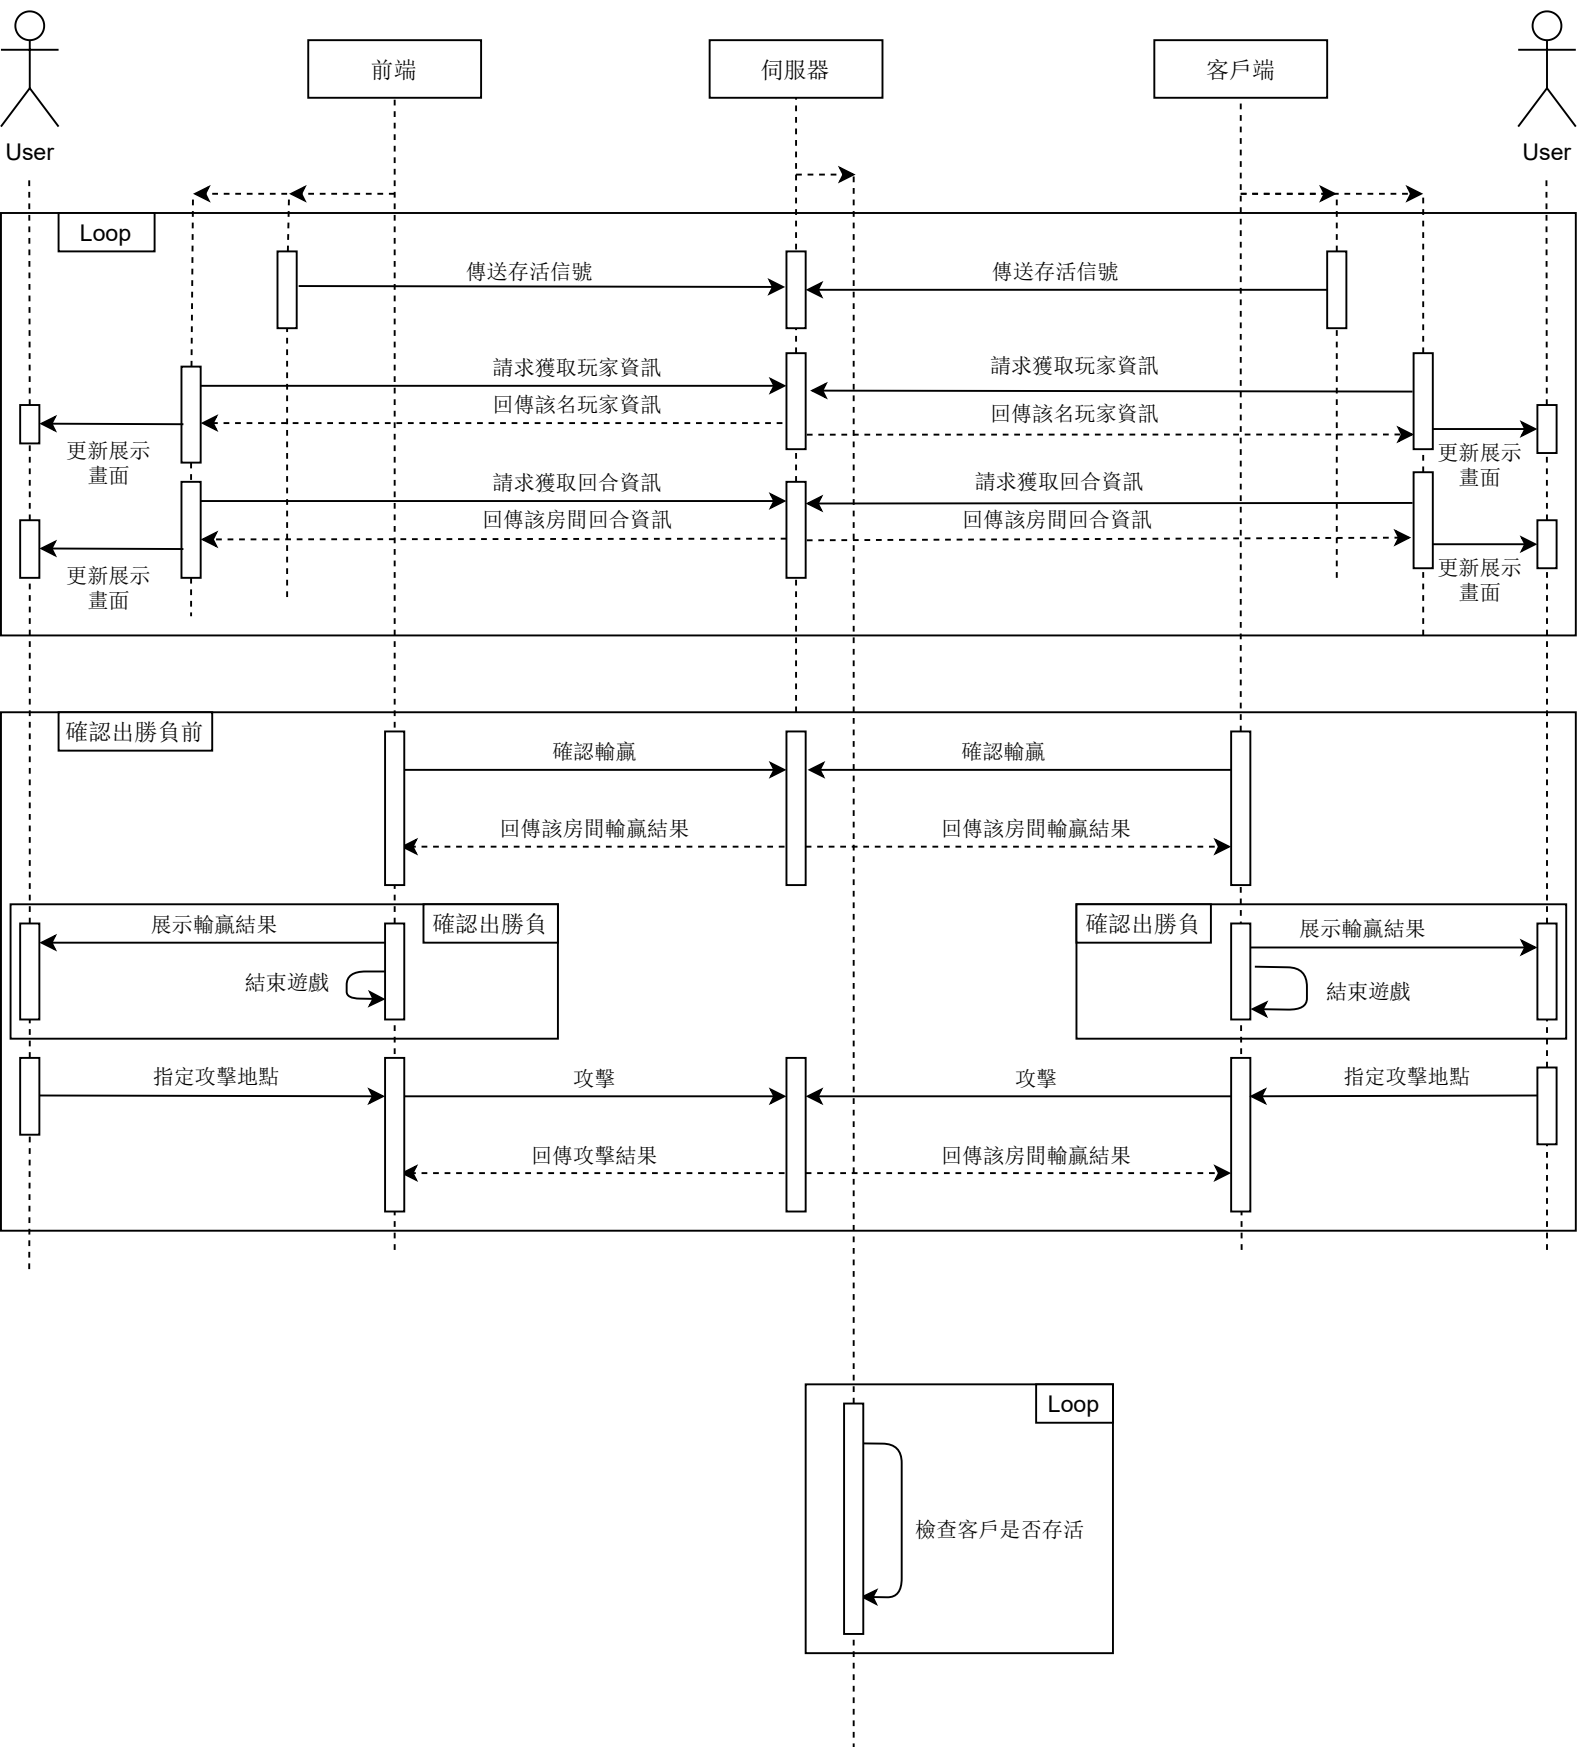 前端
伺服器
客戶端
User
User
Loop
傳送存活信號
傳送存活信號
請求獲取玩家資訊
請求獲取玩家資訊
回傳該名玩家資訊
回傳該名玩家資訊
更新展示
畫面
更新展示
畫面
請求獲取回合資訊
請求獲取回合資訊
回傳該房間回合資訊
回傳該房間回合資訊
更新展示
畫面
更新展示
畫面
確認出勝負前
確認輸贏
確認輸贏
回傳該房間輸贏結果
回傳該房間輸贏結果
展示輸贏結果
確認出勝負
確認出勝負
展示輸贏結果
結束遊戲
結束遊戲
指定攻擊地點
攻擊
攻擊
指定攻擊地點
回傳攻擊結果
回傳該房間輸贏結果
Loop
檢查客戶是否存活